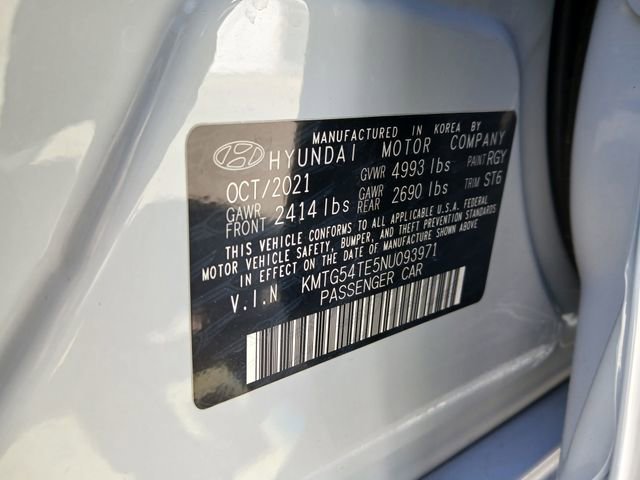 MANUFACTURED IN KOREA BY
HYUNDAI MOTOR COMPANY
OCT/2021 GVWR 4993 lbs PAINT RGY
GAWR FRONT 2414 lbs GAWR REAR 2690 lbs TRIM ST6
THIS VEHICLE CONFORMS TO ALL APPLICABLE U.S.A. FEDERAL
MOTOR VEHICLE SAFETY, BUMPER, AND THEFT PREVENTION STANDARDS
IN EFFECT ON THE DATE OF MANUFACTURE SHOWN ABOVE
V.I.N KMTG54TE5NU093971
PASSENGER CAR